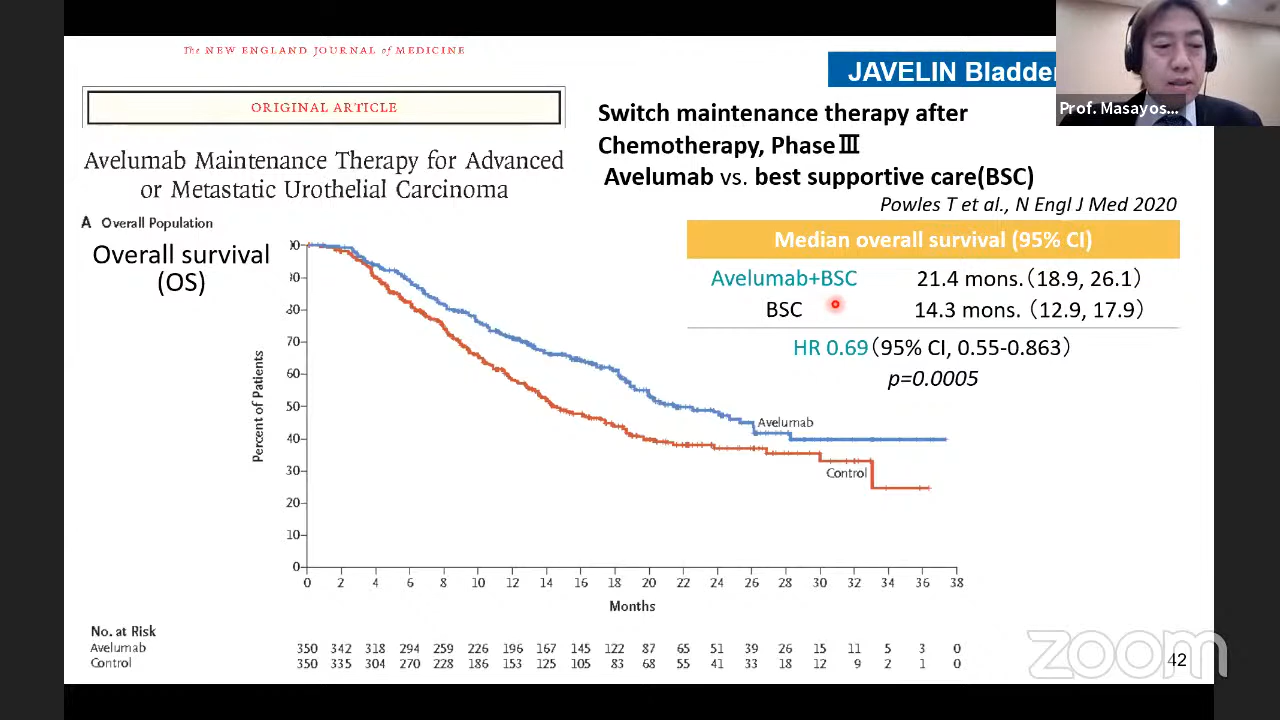 The NEW ENGLAND JOURNAL of MEDICINE
ORIGINAL ARTICLE
Avelumab Maintenance Therapy for Advanced
or Metastatic Urothelial Carcinoma
JAVELIN Bladder
Prof. Masayos...
Switch maintenance therapy after
Chemotherapy, PhaseⅢ
Avelumab vs. best supportive care(BSC)
Powles T et al., N Engl J Med 2020
Median overall survival (95% CI)
Avelumab+BSC 21.4 mons.（18.9, 26.1）
BSC 14.3 mons.（12.9, 17.9）
HR 0.69（95% CI, 0.55-0.863）
p=0.0005
A Overall Population
Overall survival
(OS)
Percent of Patients
90
80
80
70
60
50
40
30
20
10
0
Avelumab
Control
0 2 4 6 8 10 12 14 16 18 20 22 24 26 28 30 32 34 36 38
Months
No. at Risk
Avelumab 350 342 318 294 259 226 196 167 145 122 87 65 51 39 26 15 11 5 3 0
Control 350 335 304 270 228 186 153 125 105 83 68 55 41 33 18 12 9 2 1 0
zoom
42